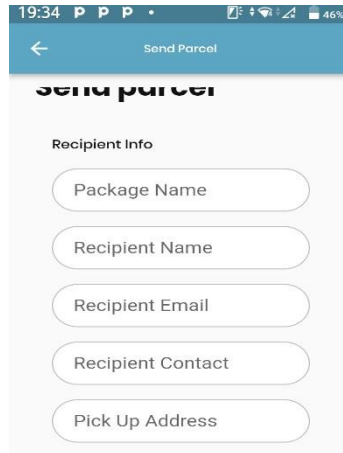 19:34 P P P • 46%
Send Parcel
Send parcel
Recipient Info
Package Name
Recipient Name
Recipient Email
Recipient Contact
Pick Up Address